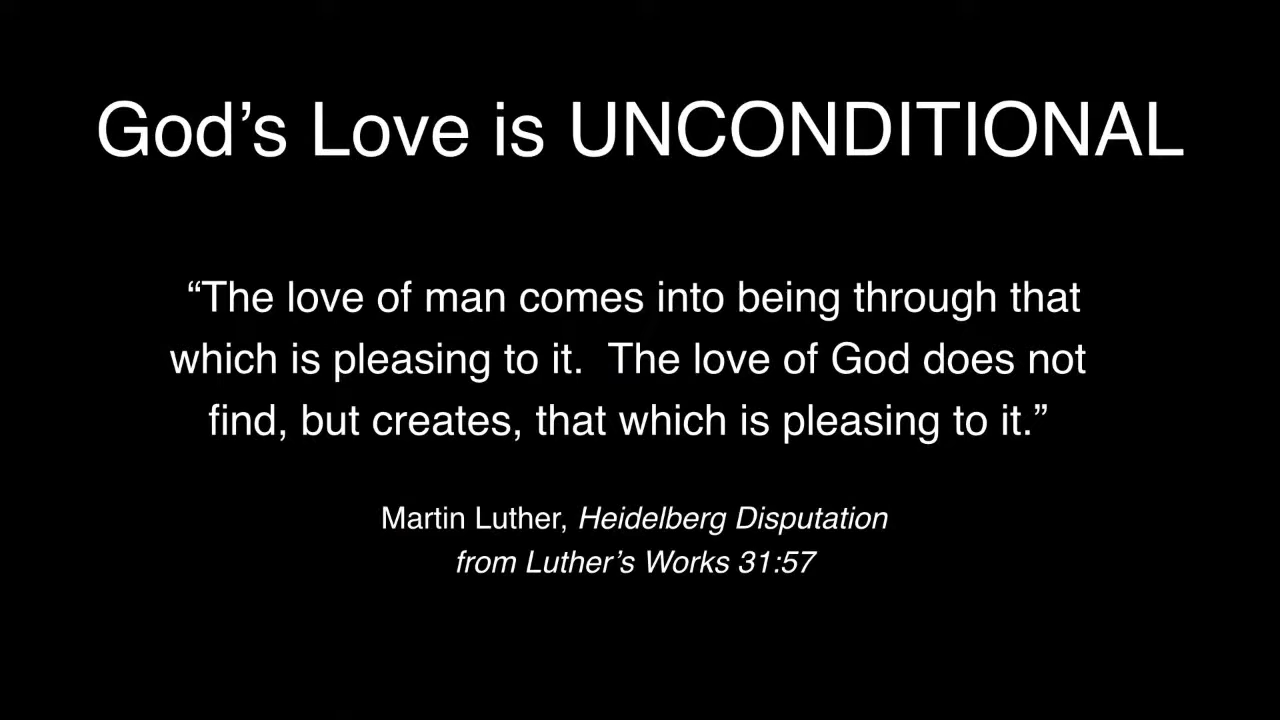 God’s Love is UNCONDITIONAL
“The love of man comes into being through that
which is pleasing to it.  The love of God does not
find, but creates, that which is pleasing to it.”
Martin Luther, Heidelberg Disputation
from Luther’s Works 31:57